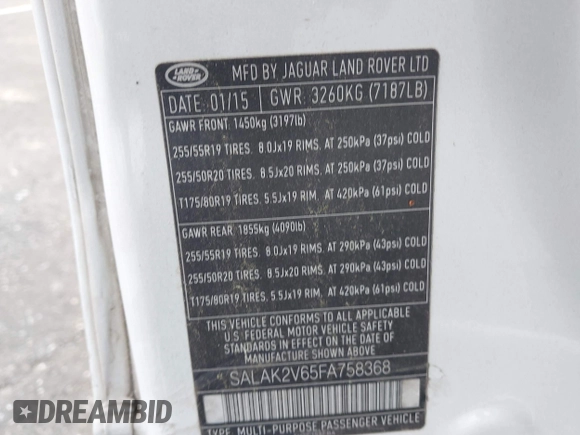 LAND ROVER
MFD BY JAGUAR LAND ROVER LTD
DATE: 01/15 GWR: 3260KG (7187LB)
GAWR FRONT 1450kg (3197lb)
255/55R19 TIRES. 8.0Jx19 RIMS. AT 250kPa (37psi) COLD
255/50R20 TIRES. 8.5Jx20 RIMS. AT 250kPa (37psi) COLD
T175/80R19 TIRES. 5.5Jx19 RIM. AT 420kPa (61psi) COLD
GAWR REAR 1855kg (4090lb)
255/55R19 TIRES. 8.0Jx19 RIMS. AT 290kPa (43psi) COLD
255/50R20 TIRES. 8.5Jx20 RIMS. AT 290kPa (43psi) COLD
T175/80R19 TIRES. 5.5Jx19 RIM. AT 420kPa (61psi) COLD
THIS VEHICLE CONFORMS TO ALL APPLICABLE
U.S FEDERAL MOTOR VEHICLE SAFETY
STANDARDS IN EFFECT ON THE DATE OF
MANUFACTURE SHOWN ABOVE
SALAK2V65FA758368
TYPE: MULTI-PURPOSE PASSENGER VEHICLE
BID.CARS